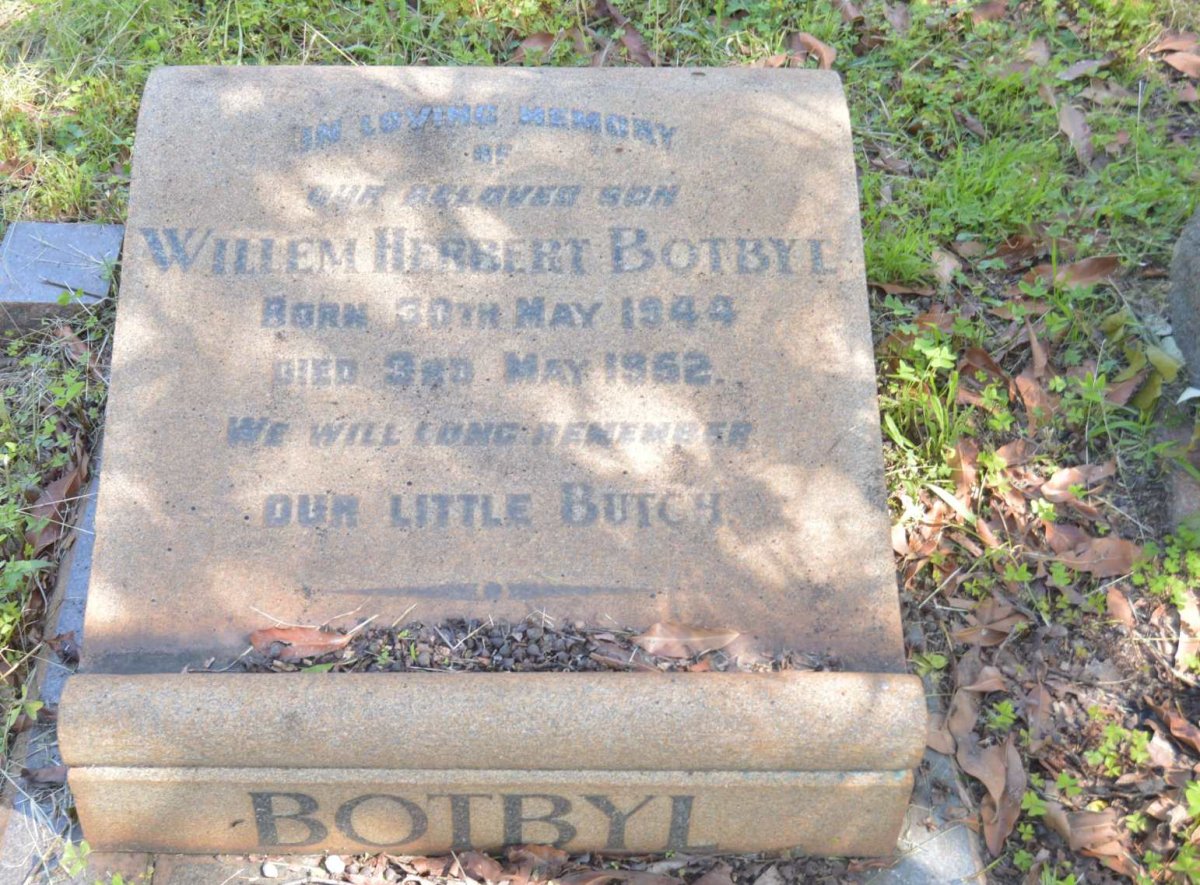 IN LOVING MEMORY
OF
OUR BELOVED SON
WILLEM HERBERT BOTBYL
BORN 30TH MAY 1944
DIED 3RD MAY 1952.
WE WILL LONG REMEMBER
OUR LITTLE BUTCH
BOTBYL